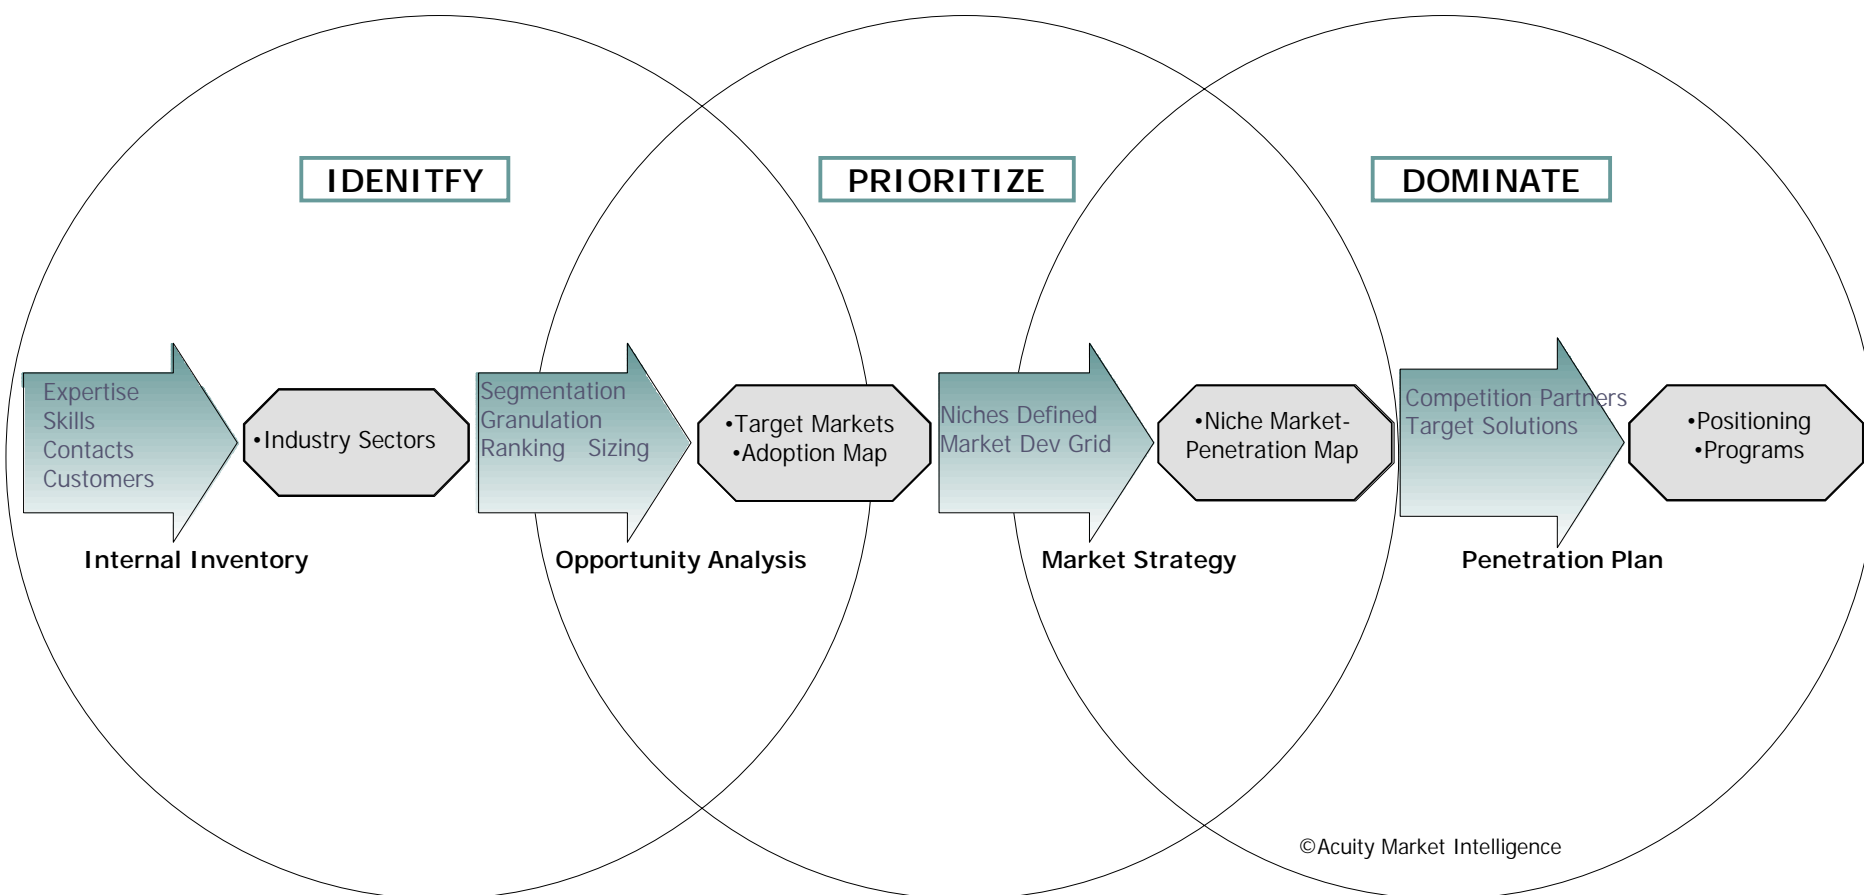 IDENITFY
PRIORITIZE
DOMINATE
Expertise
Skills
Contacts
Customers
•Industry Sectors
Segmentation
Granulation
Ranking Sizing
•Target Markets
•Adoption Map
Niches Defined
Market Dev Grid
•Niche Market-
Penetration Map
Competition Partners
Target Solutions
•Positioning
•Programs
Internal Inventory
Opportunity Analysis
Market Strategy
Penetration Plan
©Acuity Market Intelligence